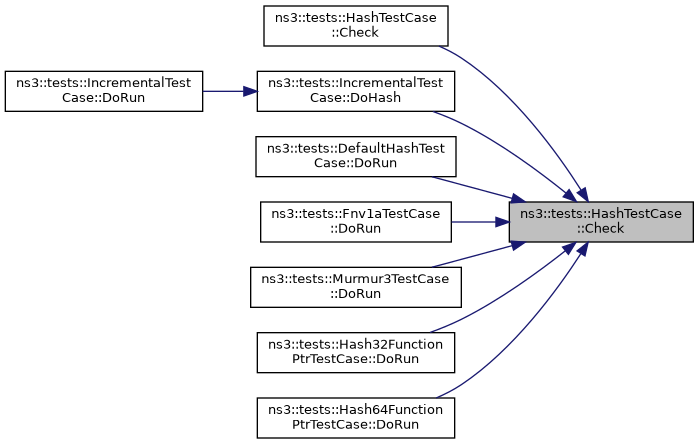 ns3::tests::HashTestCase
::Check
ns3::tests::IncrementalTest
Case::DoRun
ns3::tests::IncrementalTest
Case::DoHash
ns3::tests::DefaultHashTest
Case::DoRun
ns3::tests::Fnv1aTestCase
::DoRun
ns3::tests::HashTestCase
::Check
ns3::tests::Murmur3TestCase
::DoRun
ns3::tests::Hash32Function
PtrTestCase::DoRun
ns3::tests::Hash64Function
PtrTestCase::DoRun